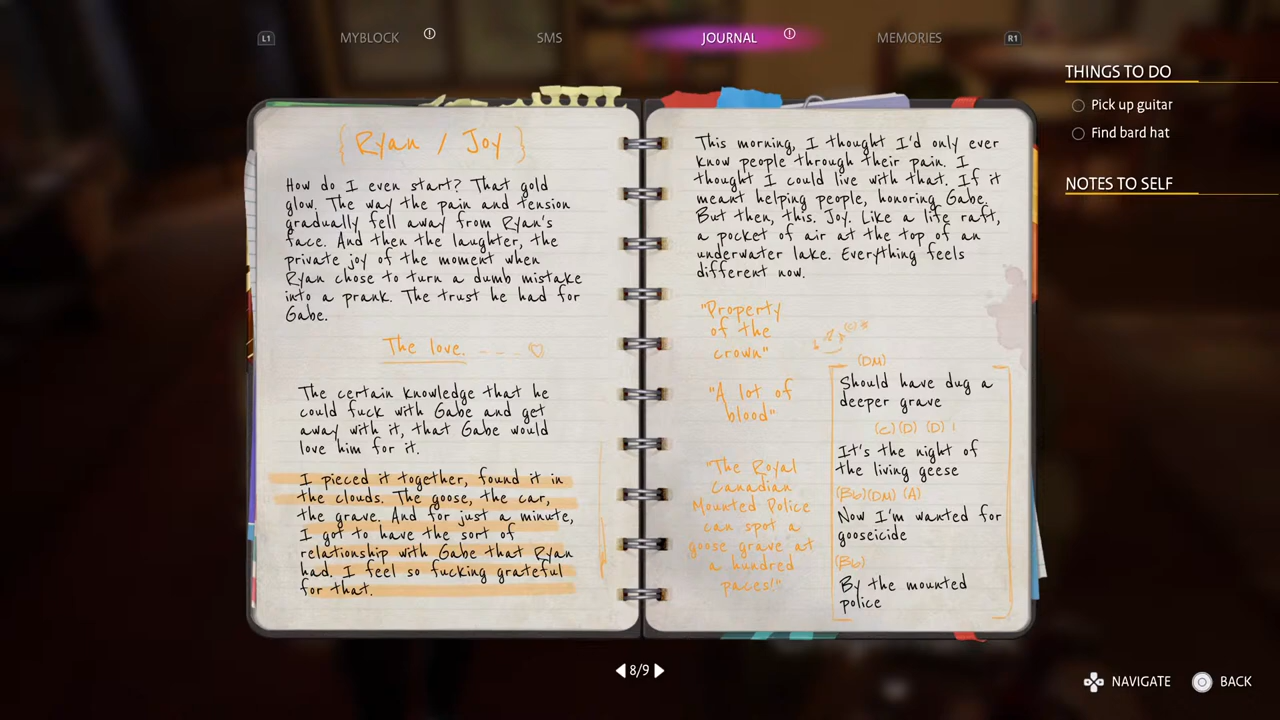 L1
MYBLOCK
SMS
JOURNAL
MEMORIES
R1
THINGS TO DO
Pick up guitar
Find bard hat
NOTES TO SELF
{ Ryan / Joy }
How do I even start? That gold
glow. The way the pain and tension
gradually fell away from Ryan's
face. And then the laughter, the
private joy of the moment when
Ryan chose to turn a dumb mistake
into a prank. The trust he had for
Gabe.
The love.
The certain knowledge that he
could fuck with Gabe and get
away with it, that Gabe would
love him for it.
I pieced it together, found it in
the clouds. The goose, the car,
the grave. And for just a minute,
I got to have the sort of
relationship with Gabe that Ryan
had. I feel so fucking grateful
for that.
This morning, I thought I'd only ever
know people through their pain. I
thought I could live with that. If it
meant helping people, honoring Gabe.
But then, this. Joy. Like a life raft,
a pocket of air at the top of an
underwater lake. Everything feels
different now.
"Property
of the
crown"
"A lot of
blood"
"The Royal
Canadian
Mounted Police
can spot a
goose grave at
a hundred
paces!"
(DM)
Should have dug a
deeper grave
(C) (D) (D)
It's the night of
the living geese
(Bb) (DM) (A)
Now I'm wanted for
gooseicide
(Bb)
By the mounted
police
8/9
NAVIGATE
BACK